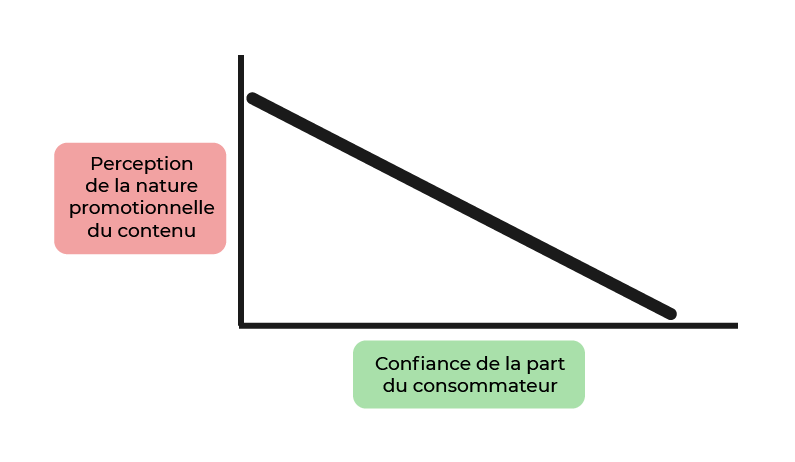 Perception
de la nature
promotionnelle
du contenu
Confiance de la part
du consommateur